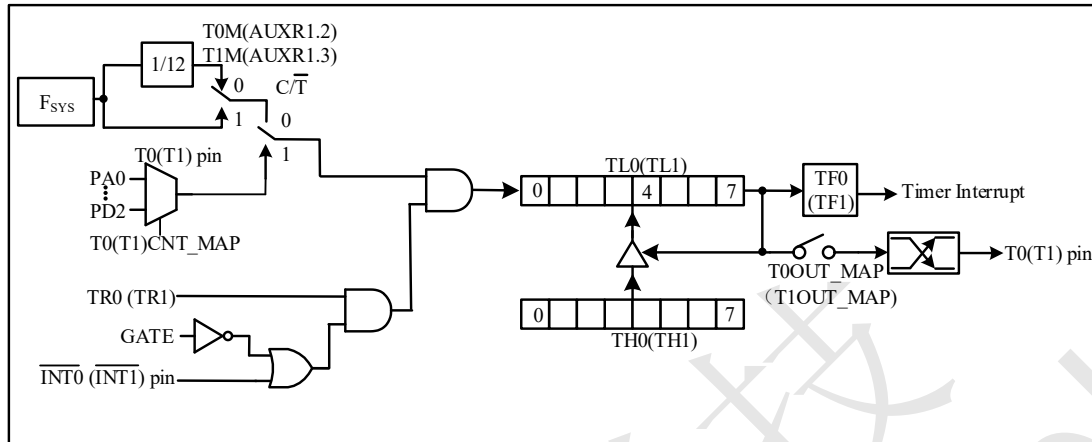 T0M(AUXR1.2)
T1M(AUXR1.3)
1/12
FSYS
0
1
C/T̅
0
1
T0(T1) pin
PA0
PD2
T0(T1)CNT_MAP
TR0 (TR1)
GATE
I̅N̅T̅0̅ (I̅N̅T̅1̅) pin
TL0(TL1)
0 4 7
TF0
(TF1)
Timer Interrupt
T0OUT_MAP
(T1OUT_MAP)
T0(T1) pin
0 7
TH0(TH1)